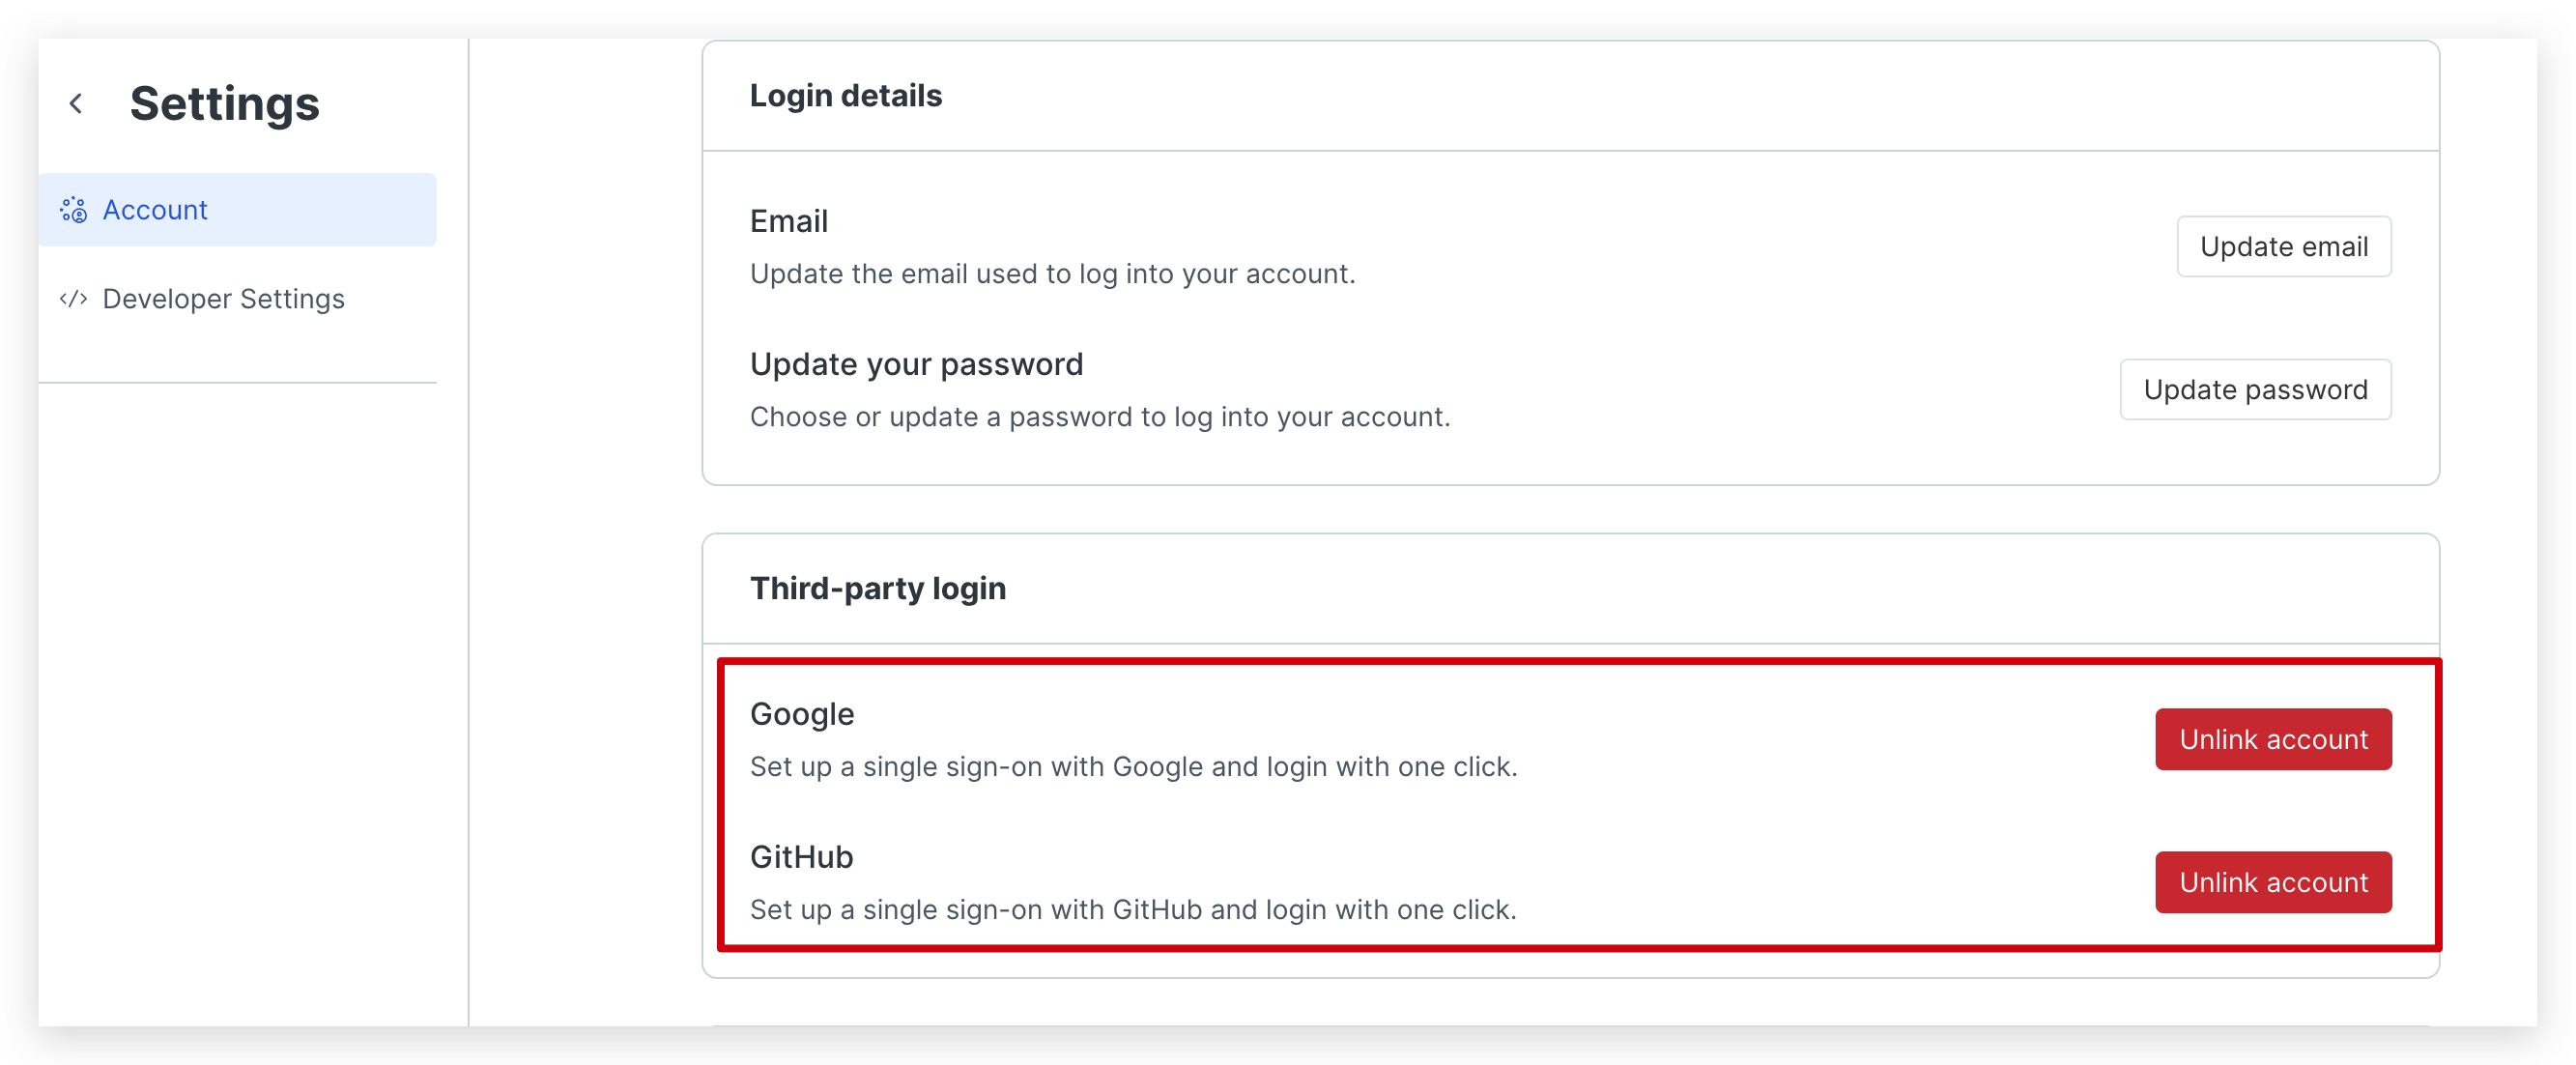 Settings
Account
Developer Settings
Login details
Email
Update the email used to log into your account.
Update email
Update your password
Choose or update a password to log into your account.
Update password
Third-party login
Google
Set up a single sign-on with Google and login with one click.
Unlink account
GitHub
Set up a single sign-on with GitHub and login with one click.
Unlink account